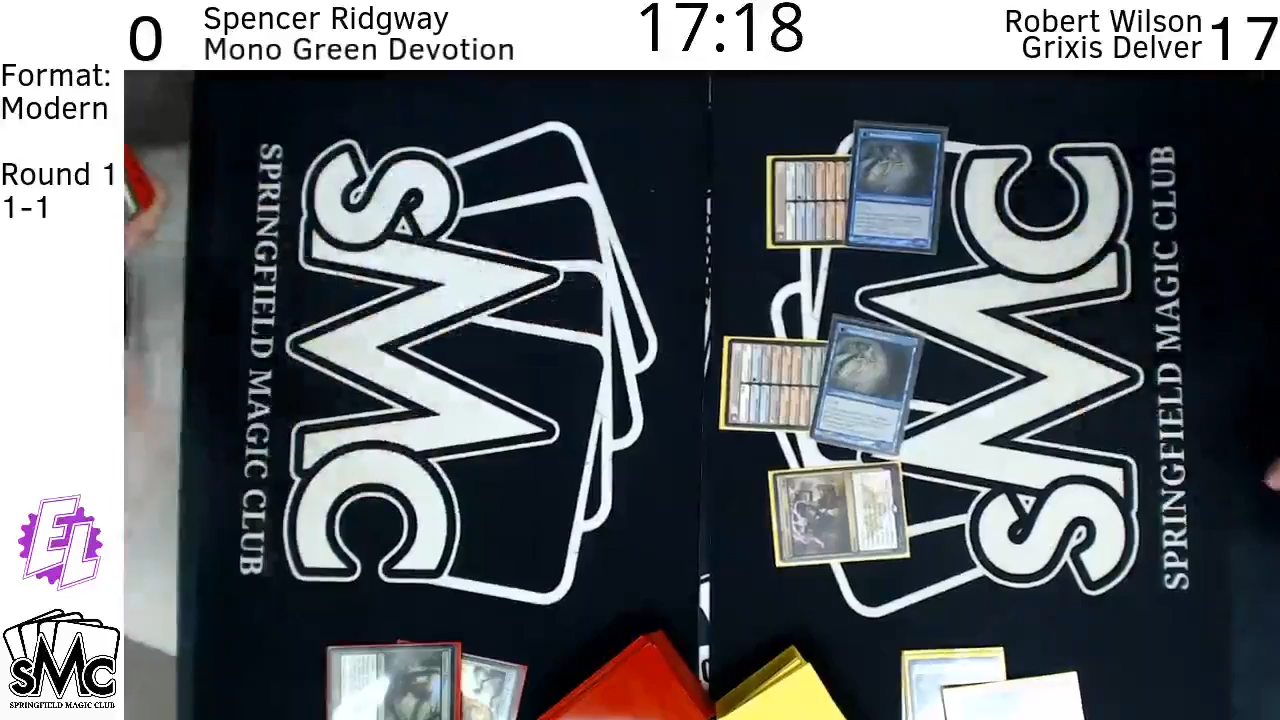 0
Spencer Ridgway
Mono Green Devotion
17:18
Robert Wilson
Grixis Delver
17
Format:
Modern
Round 1
1-1
SMC
SPRINGFIELD MAGIC CLUB
SMC
SPRINGFIELD MAGIC CLUB
EL
SMC
SPRINGFIELD MAGIC CLUB